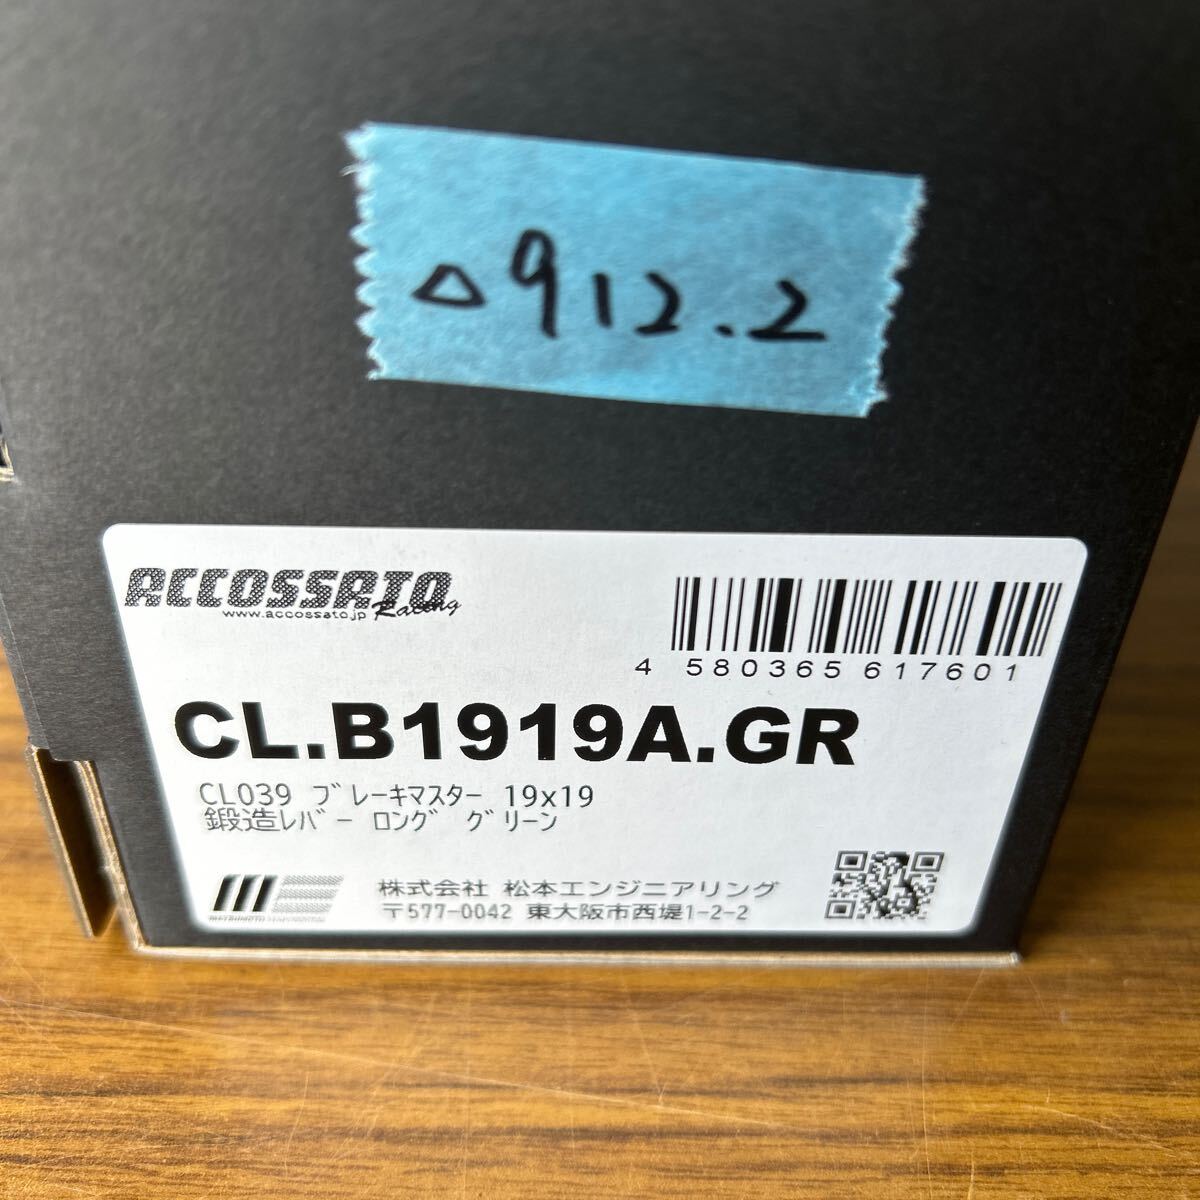 △912.2
ACCOSSATO
Racing
www.accossato.jp
4 580365 617601
CL.B1919A.GR
CL039 ブレーキマスター 19x19
鍛造レバー ロング グリーン
株式会社 松本エンジニアリング
〒577-0042 東大阪市西堤1-2-2